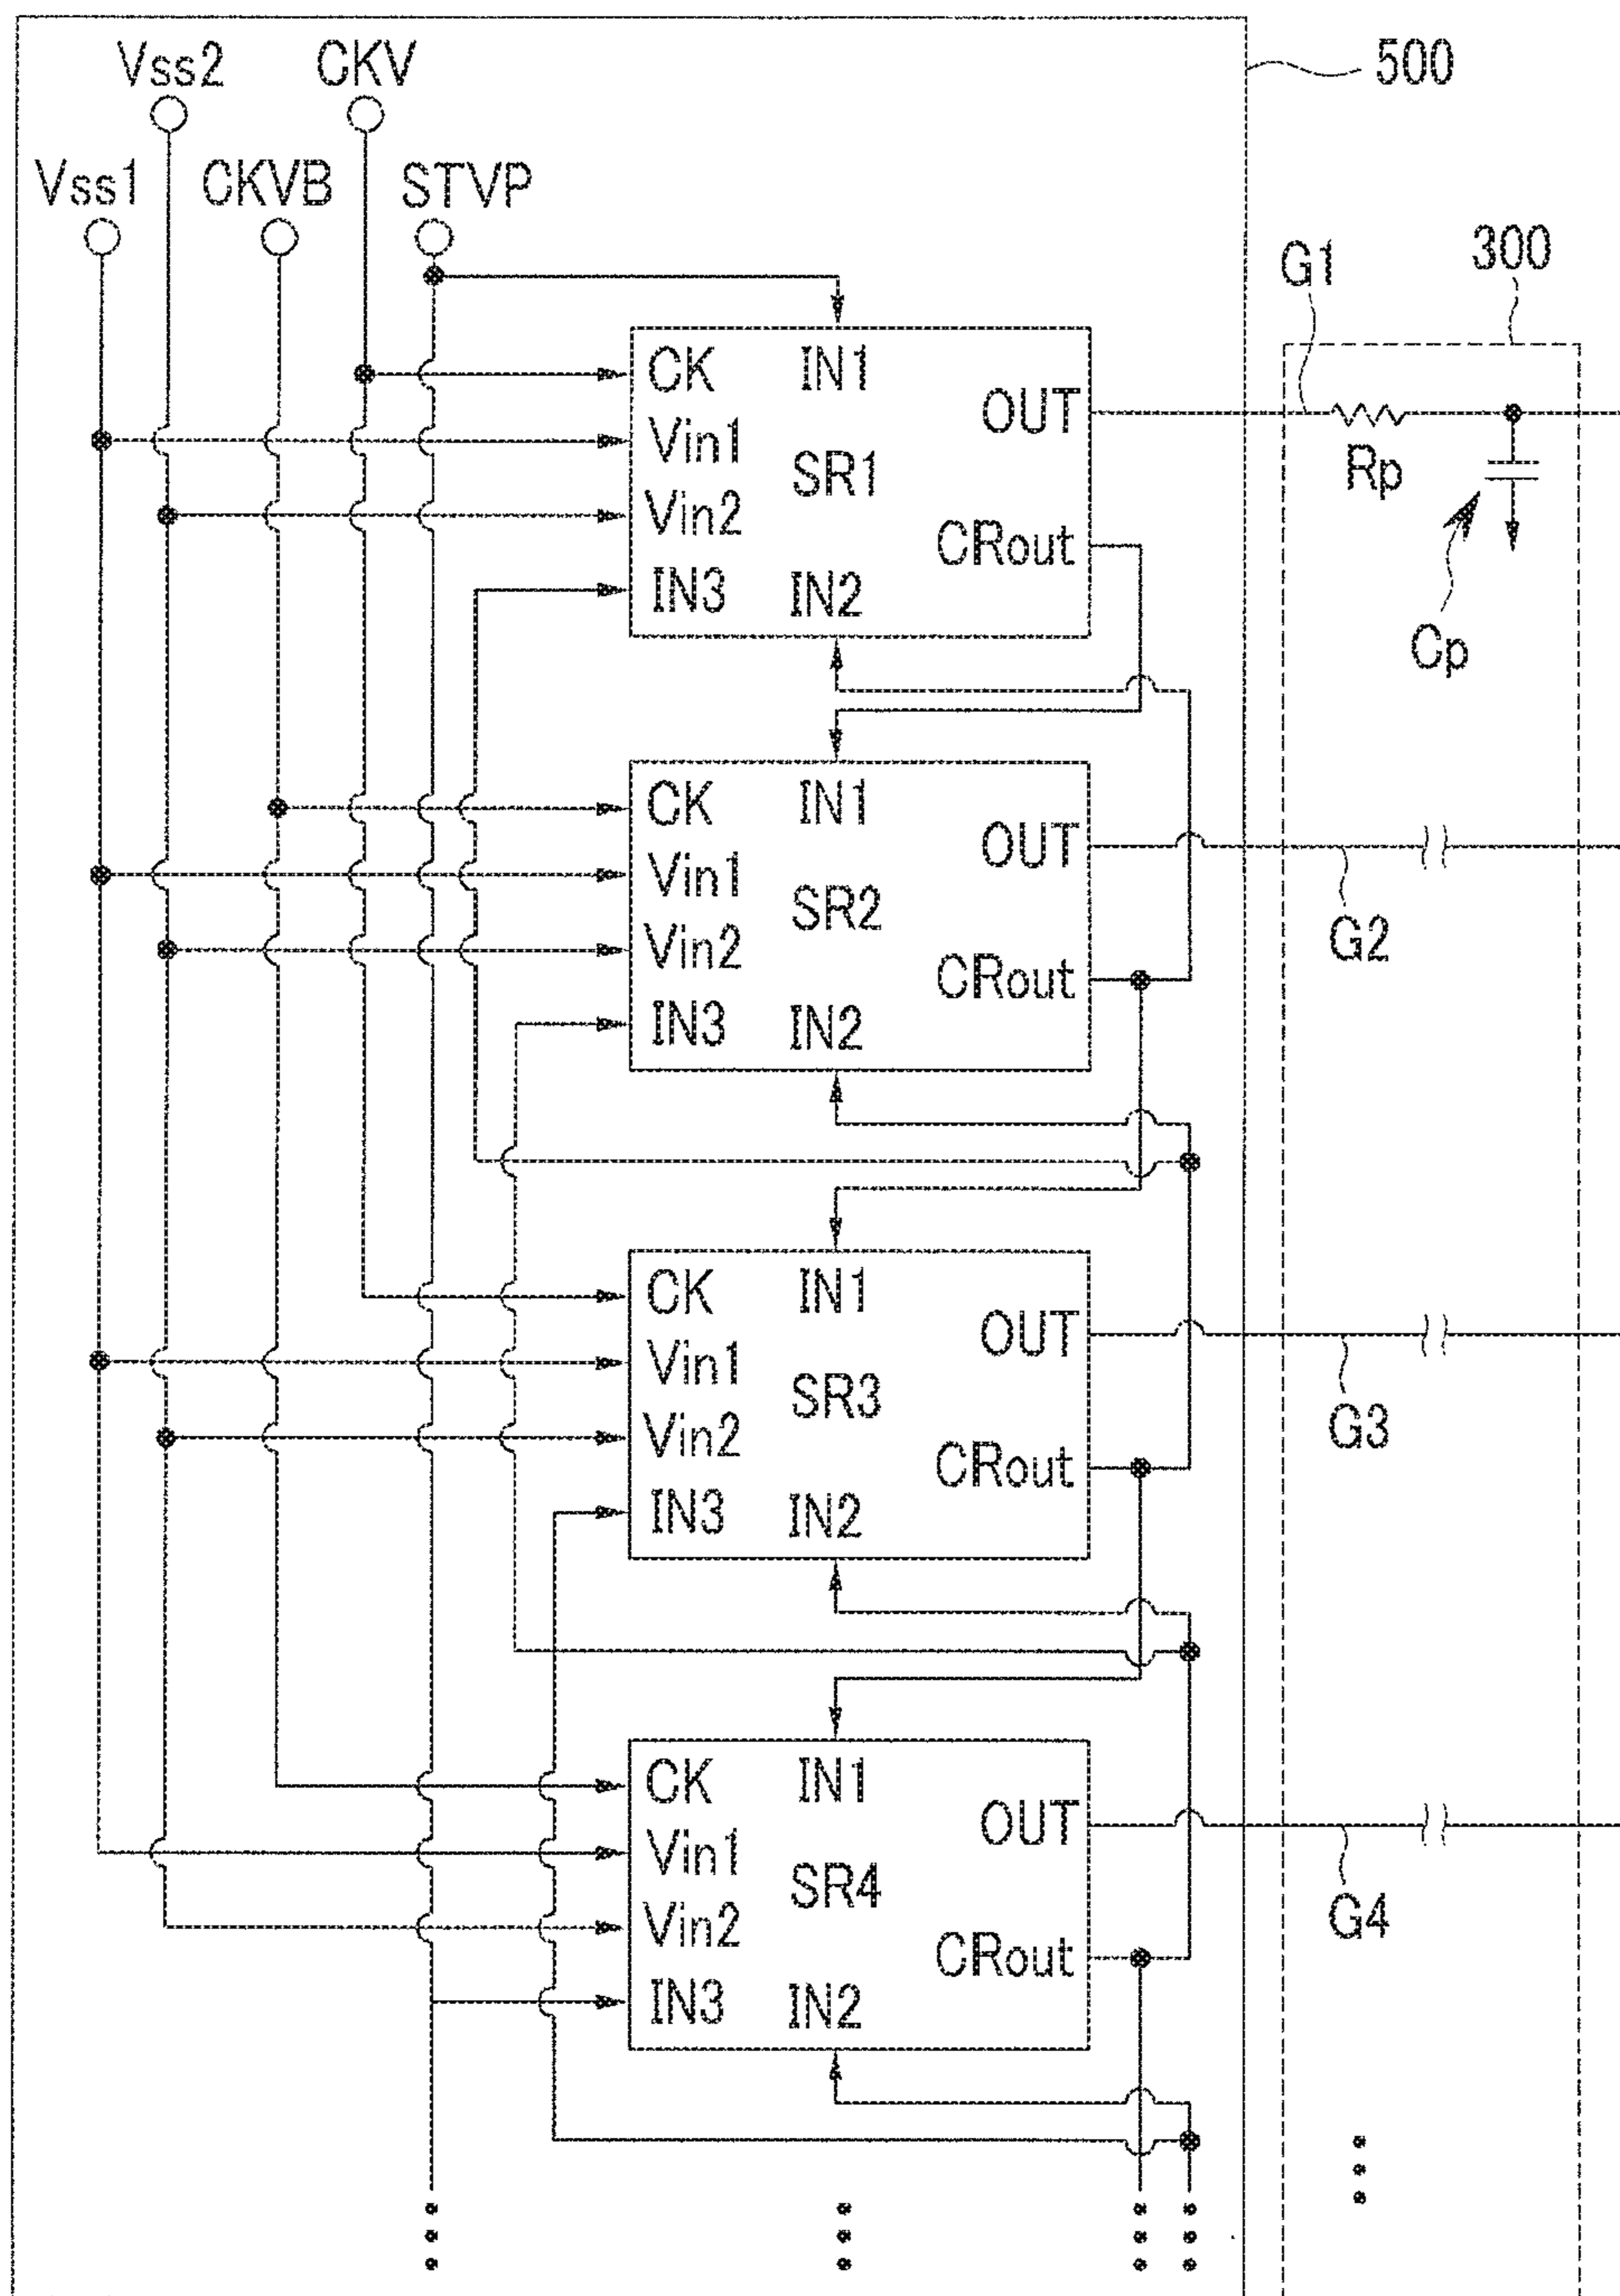 Vss2 CKV 500
Vss1 CKVB STVP
G1 300
CK IN1
OUT
Vin1
SR1
Rp
Vin2
CRout
IN3 IN2
Cp
CK IN1
OUT
Vin1
SR2
G2
Vin2
CRout
IN3 IN2
CK IN1
OUT
Vin1
SR3
G3
Vin2
CRout
IN3 IN2
CK IN1
OUT
Vin1
SR4
G4
Vin2
CRout
IN3 IN2